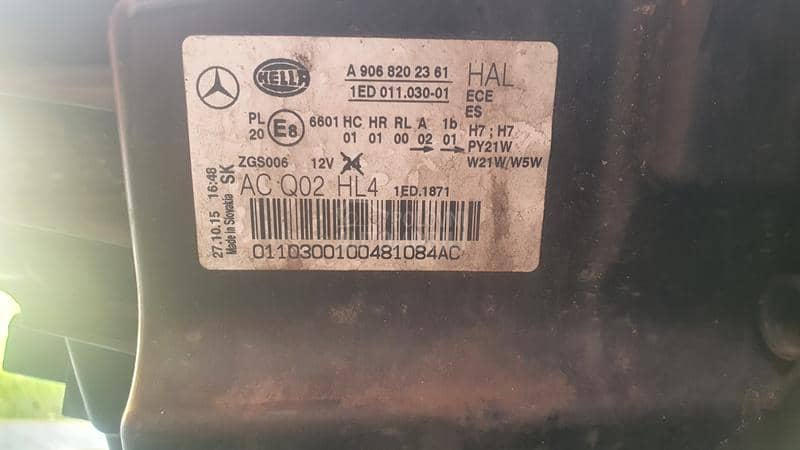 HELLA
A 906 820 23 61
1ED 011.030-01
HAL
ECE
ES
PL
20
E8
6601 HC HR RL A 1b
01 01 00 02 01
H7 ; H7
PY21W
W21W/W5W
ZGS006 12V 24
AC Q02 HL4 1ED.1871
0110300100481084AC
27.10.15 16:48
Made in Slovakia SK